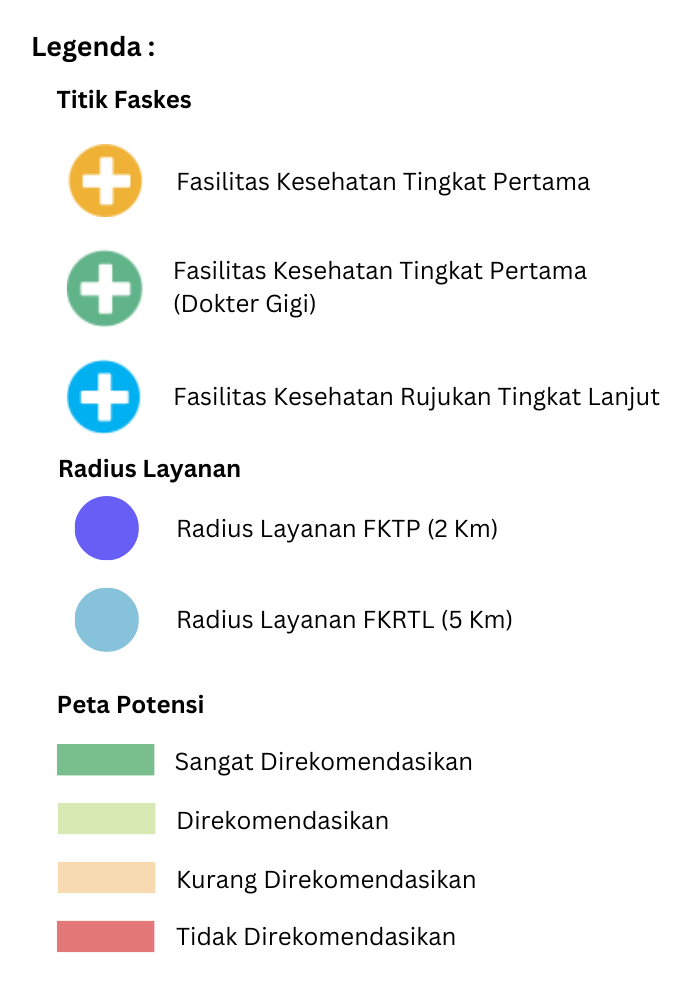 Legenda :
Titik Faskes
Fasilitas Kesehatan Tingkat Pertama
Fasilitas Kesehatan Tingkat Pertama
(Dokter Gigi)
Fasilitas Kesehatan Rujukan Tingkat Lanjut
Radius Layanan
Radius Layanan FKTP (2 Km)
Radius Layanan FKRTL (5 Km)
Peta Potensi
Sangat Direkomendasikan
Direkomendasikan
Kurang Direkomendasikan
Tidak Direkomendasikan